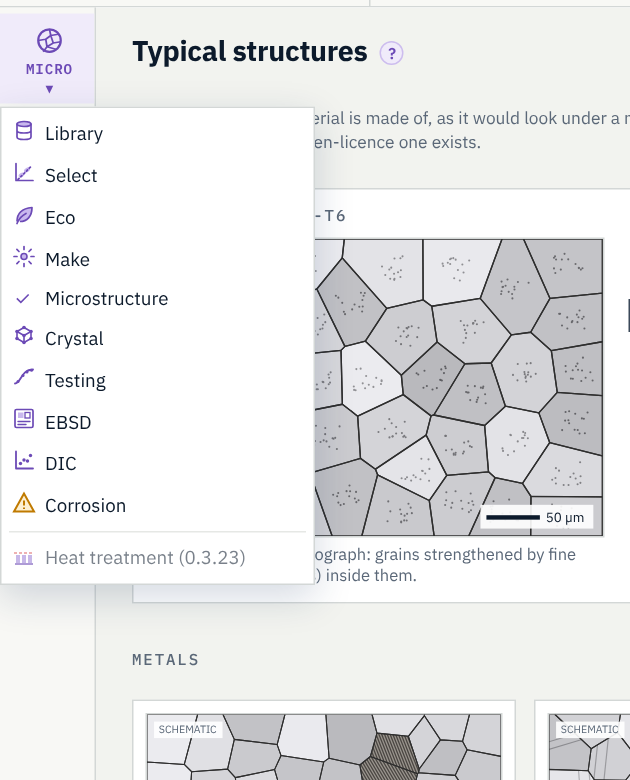 Typical structures ?
MICRO
erial is made of, as it would look under a
en-licence one exists.
Library
Select
Eco
Make
Microstructure
Crystal
Testing
EBSD
DIC
Corrosion
Heat treatment (0.3.23)
-T6
50 µm
ograph: grains strengthened by fine
) inside them.
METALS
SCHEMATIC
SCHEMATIC